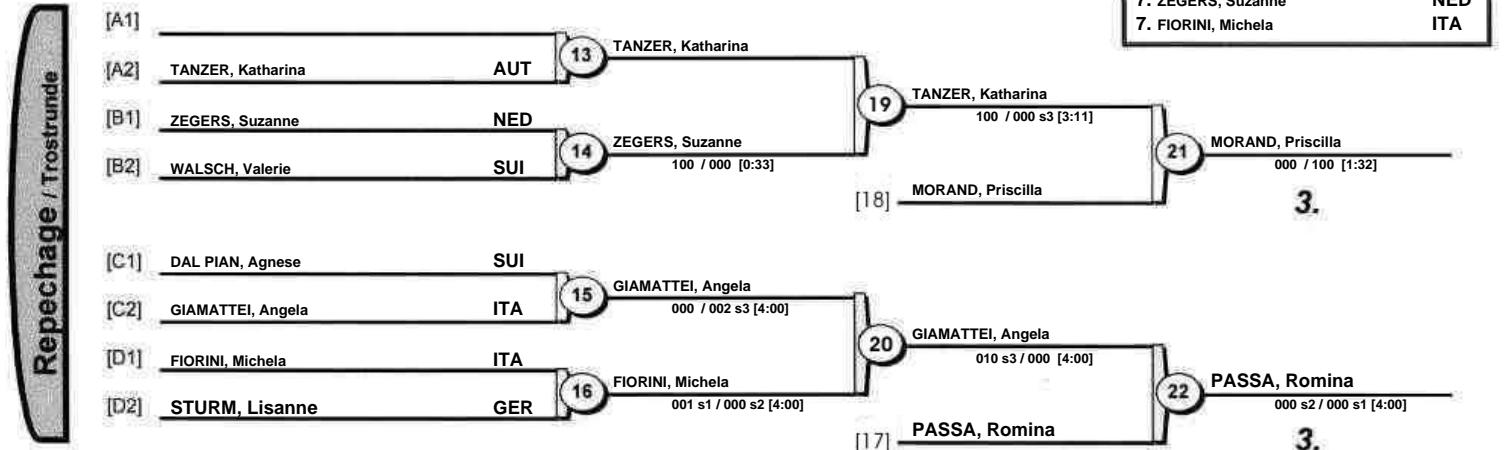 7. ZEGERS, Suzanne NED
7. FIORINI, Michela ITA
Repechage / Trostrunde
[A1]
[A2] TANZER, Katharina AUT
13 TANZER, Katharina
[B1] ZEGERS, Suzanne NED
[B2] WALSCH, Valerie SUI
14 ZEGERS, Suzanne
100 / 000 [0:33]
19 TANZER, Katharina
100 / 000 s3 [3:11]
[18] MORAND, Priscilla
21 MORAND, Priscilla
000 / 100 [1:32]
3.
[C1] DAL PIAN, Agnese SUI
[C2] GIAMATTEI, Angela ITA
15 GIAMATTEI, Angela
000 / 002 s3 [4:00]
[D1] FIORINI, Michela ITA
[D2] STURM, Lisanne GER
16 FIORINI, Michela
001 s1 / 000 s2 [4:00]
20 GIAMATTEI, Angela
010 s3 / 000 [4:00]
[17] PASSA, Romina
22 PASSA, Romina
000 s2 / 000 s1 [4:00]
3.